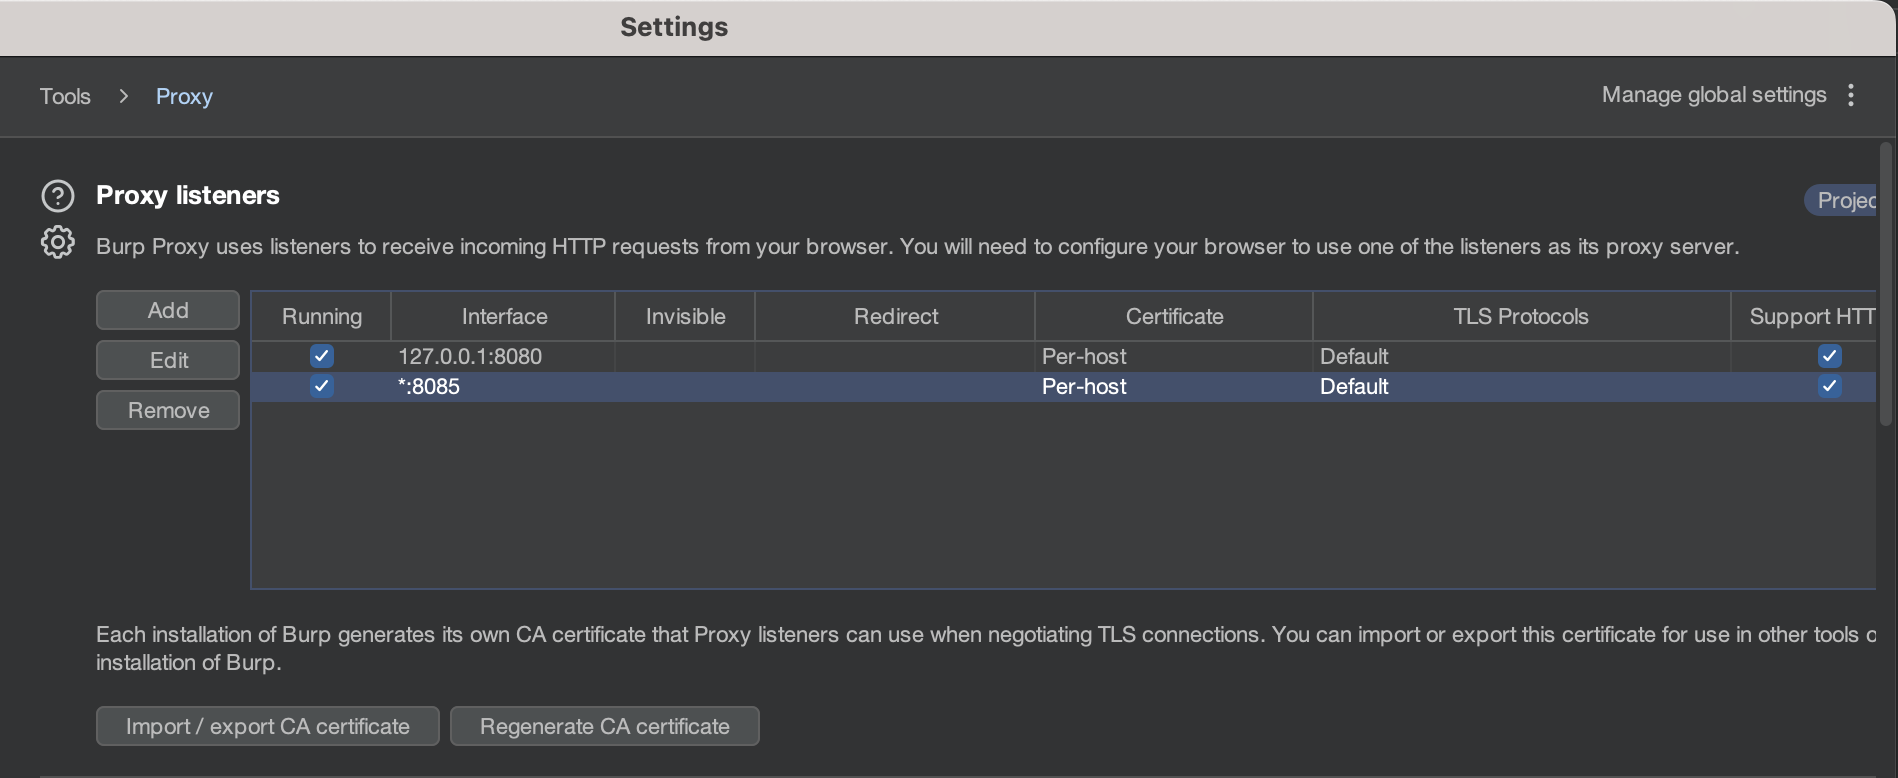 Settings
Tools > Proxy
Manage global settings
Proxy listeners
Projec
Burp Proxy uses listeners to receive incoming HTTP requests from your browser. You will need to configure your browser to use one of the listeners as its proxy server.
Add
Edit
Remove
Running Interface Invisible Redirect Certificate TLS Protocols Support HTT
127.0.0.1:8080 Per-host Default
*:8085 Per-host Default
Each installation of Burp generates its own CA certificate that Proxy listeners can use when negotiating TLS connections. You can import or export this certificate for use in other tools o
installation of Burp.
Import / export CA certificate Regenerate CA certificate